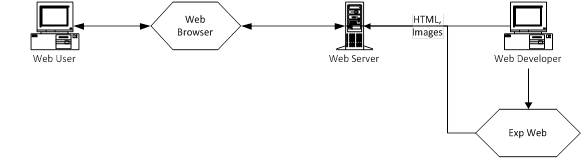 Web
Browser
HTML,
Images
Web User
Web Server
Web Developer
Exp Web